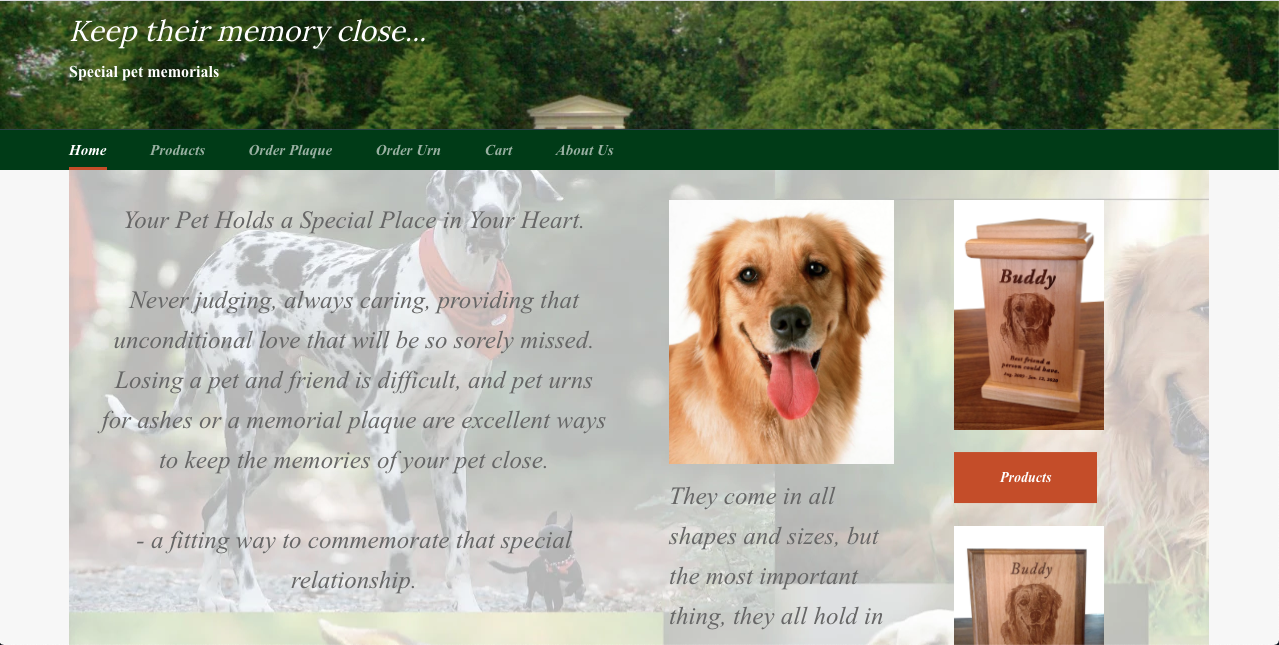 Keep their memory close...
Special pet memorials
Home Products Order Plaque Order Urn Cart About Us
Your Pet Holds a Special Place in Your Heart.
Never judging, always caring, providing that
unconditional love that will be so sorely missed.
Losing a pet and friend is difficult, and pet urns
for ashes or a memorial plaque are excellent ways
to keep the memories of your pet close.
- a fitting way to commemorate that special
relationship.
They come in all
shapes and sizes, but
the most important
thing, they all hold in
Buddy
Best friend a
person could have.
Products
Buddy